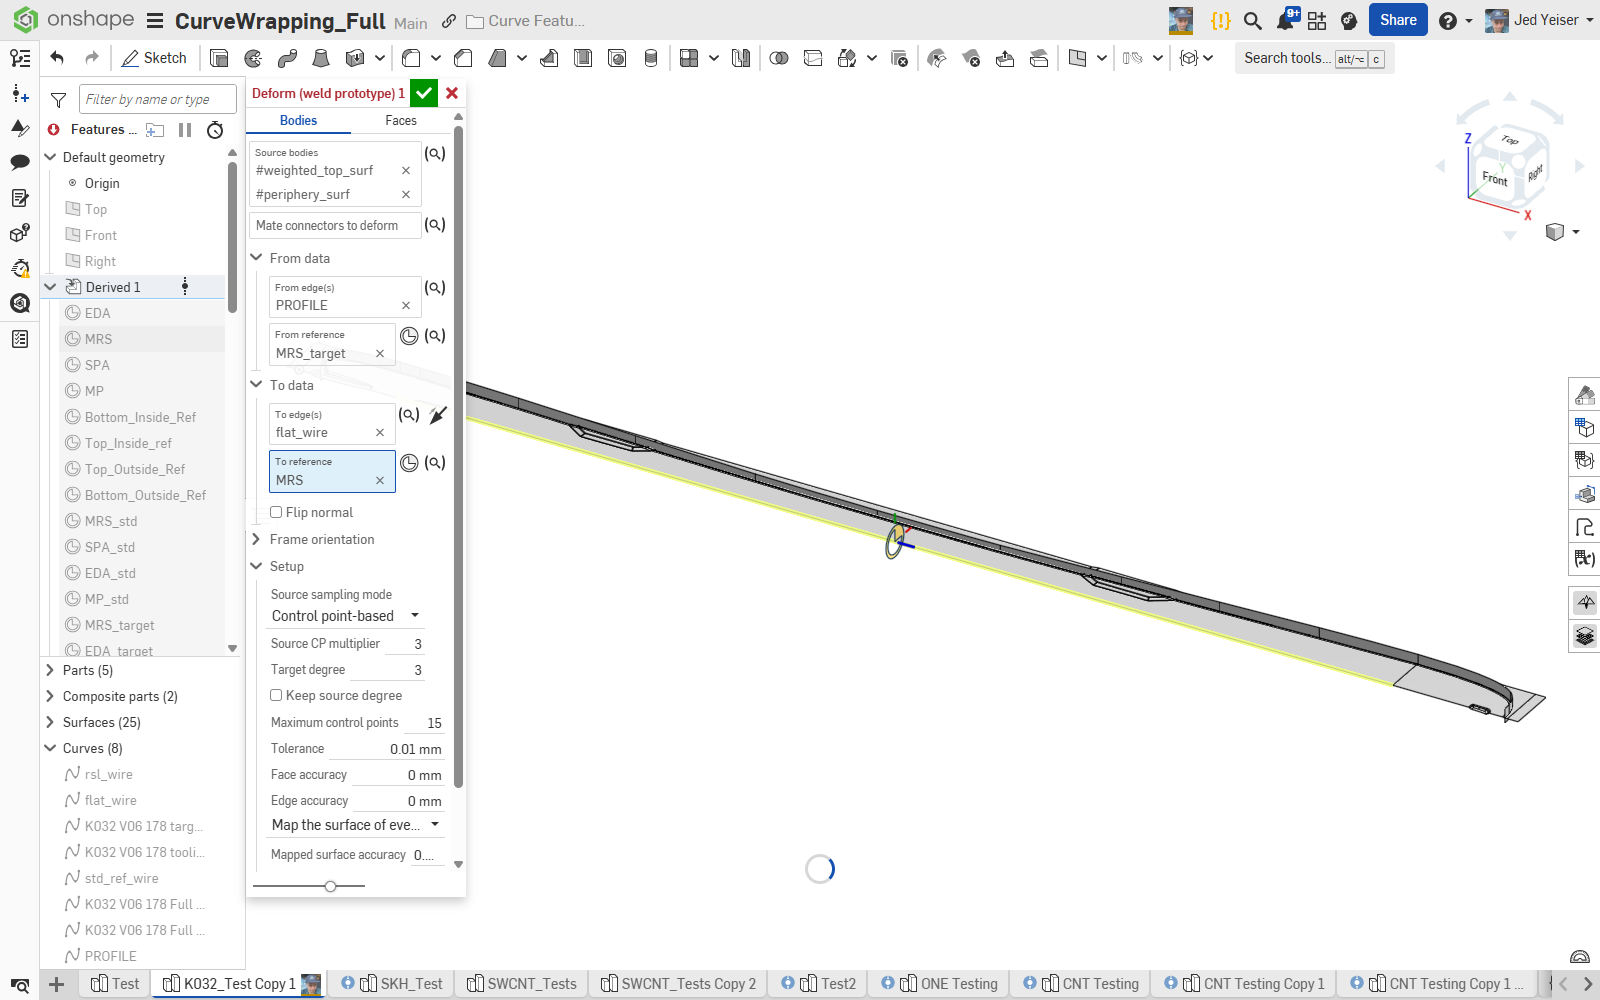 onshape
CurveWrapping_Full Main Curve Featu...
9+
Share
Jed Yeiser
Sketch
Search tools... alt/⌥ c
Filter by name or type
Features ...
Default geometry
Origin
Top
Front
Right
Derived 1
EDA
MRS
SPA
MP
Bottom_Inside_Ref
Top_Inside_ref
Top_Outside_Ref
Bottom_Outside_Ref
MRS_std
SPA_std
EDA_std
MP_std
MRS_target
EDA_target
Parts (5)
Composite parts (2)
Surfaces (25)
Curves (8)
rsl_wire
flat_wire
K032 V06 178 targ...
K032 V06 178 tooli...
std_ref_wire
K032 V06 178 Full ...
K032 V06 178 Full ...
PROFILE
Deform (weld prototype) 1
Bodies Faces
Source bodies
#weighted_top_surf
#periphery_surf
Mate connectors to deform
From data
From edge(s)
PROFILE
From reference
MRS_target
To data
To edge(s)
flat_wire
To reference
MRS
Flip normal
Frame orientation
Setup
Source sampling mode
Control point-based
Source CP multiplier 3
Target degree 3
Keep source degree
Maximum control points 15
Tolerance 0.01 mm
Face accuracy 0 mm
Edge accuracy 0 mm
Map the surface of eve...
Mapped surface accuracy 0....
Z
Top
Y
Front Right
X
Test
K032_Test Copy 1
SKH_Test
SWCNT_Tests
SWCNT_Tests Copy 2
Test2
ONE Testing
CNT Testing
CNT Testing Copy 1
CNT Testing Copy 1 ...